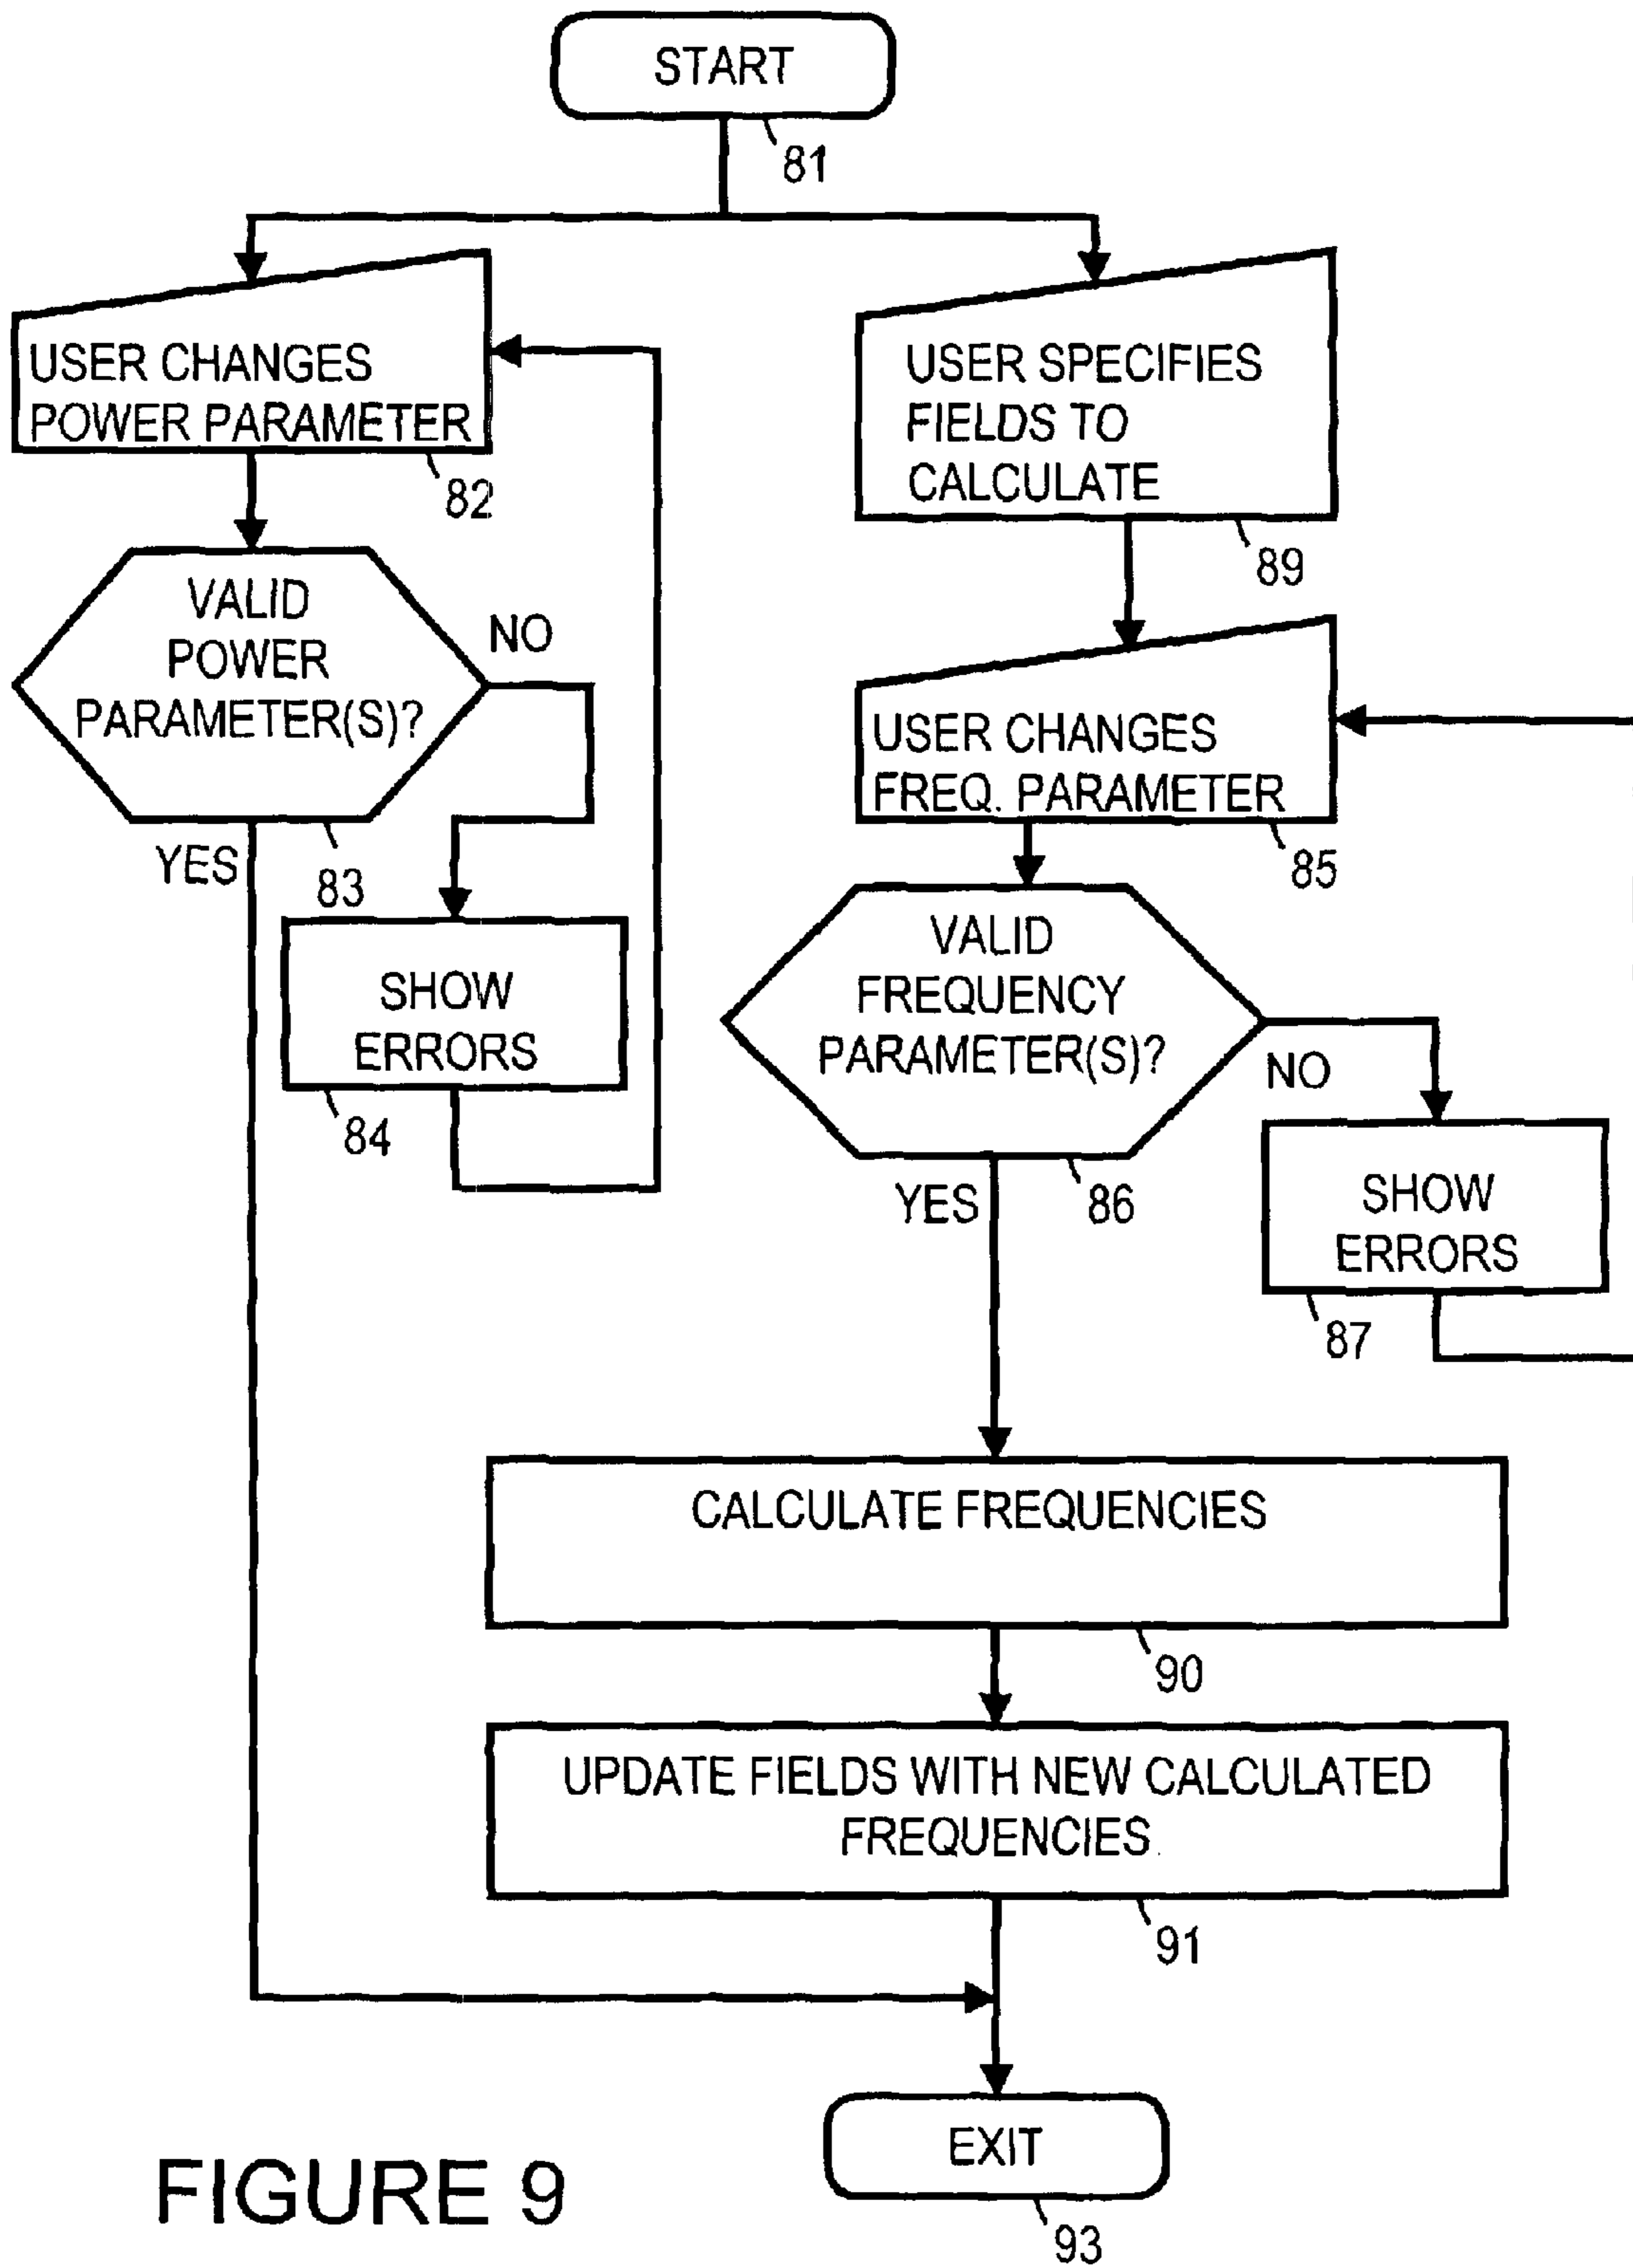 START
81
USER CHANGES
POWER PARAMETER
82
VALID
POWER
PARAMETER(S)?
NO
YES
83
SHOW
ERRORS
84
USER SPECIFIES
FIELDS TO
CALCULATE
89
USER CHANGES
FREQ. PARAMETER
85
VALID
FREQUENCY
PARAMETER(S)?
NO
YES
86
SHOW
ERRORS
87
CALCULATE FREQUENCIES
90
UPDATE FIELDS WITH NEW CALCULATED
FREQUENCIES
91
EXIT
93
FIGURE 9